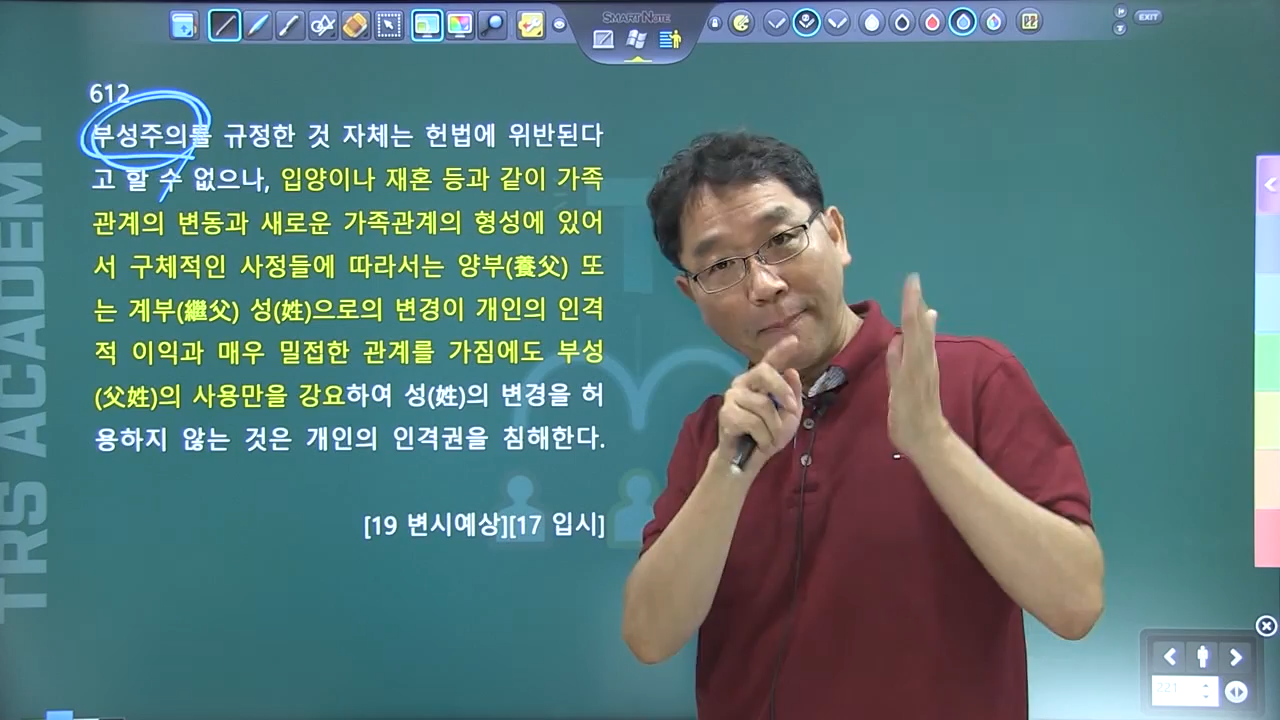 SMART NOTE
EXIT
612
부성주의를 규정한 것 자체는 헌법에 위반된다
고 할 수 없으나, 입양이나 재혼 등과 같이 가족
관계의 변동과 새로운 가족관계의 형성에 있어
서 구체적인 사정들에 따라서는 양부(養父) 또
는 계부(繼父) 성(姓)으로의 변경이 개인의 인격
적 이익과 매우 밀접한 관계를 가짐에도 부성
(父姓)의 사용만을 강요하여 성(姓)의 변경을 허
용하지 않는 것은 개인의 인격권을 침해한다.
[19 변시예상][17 입시]
TRS ACADEMY
221